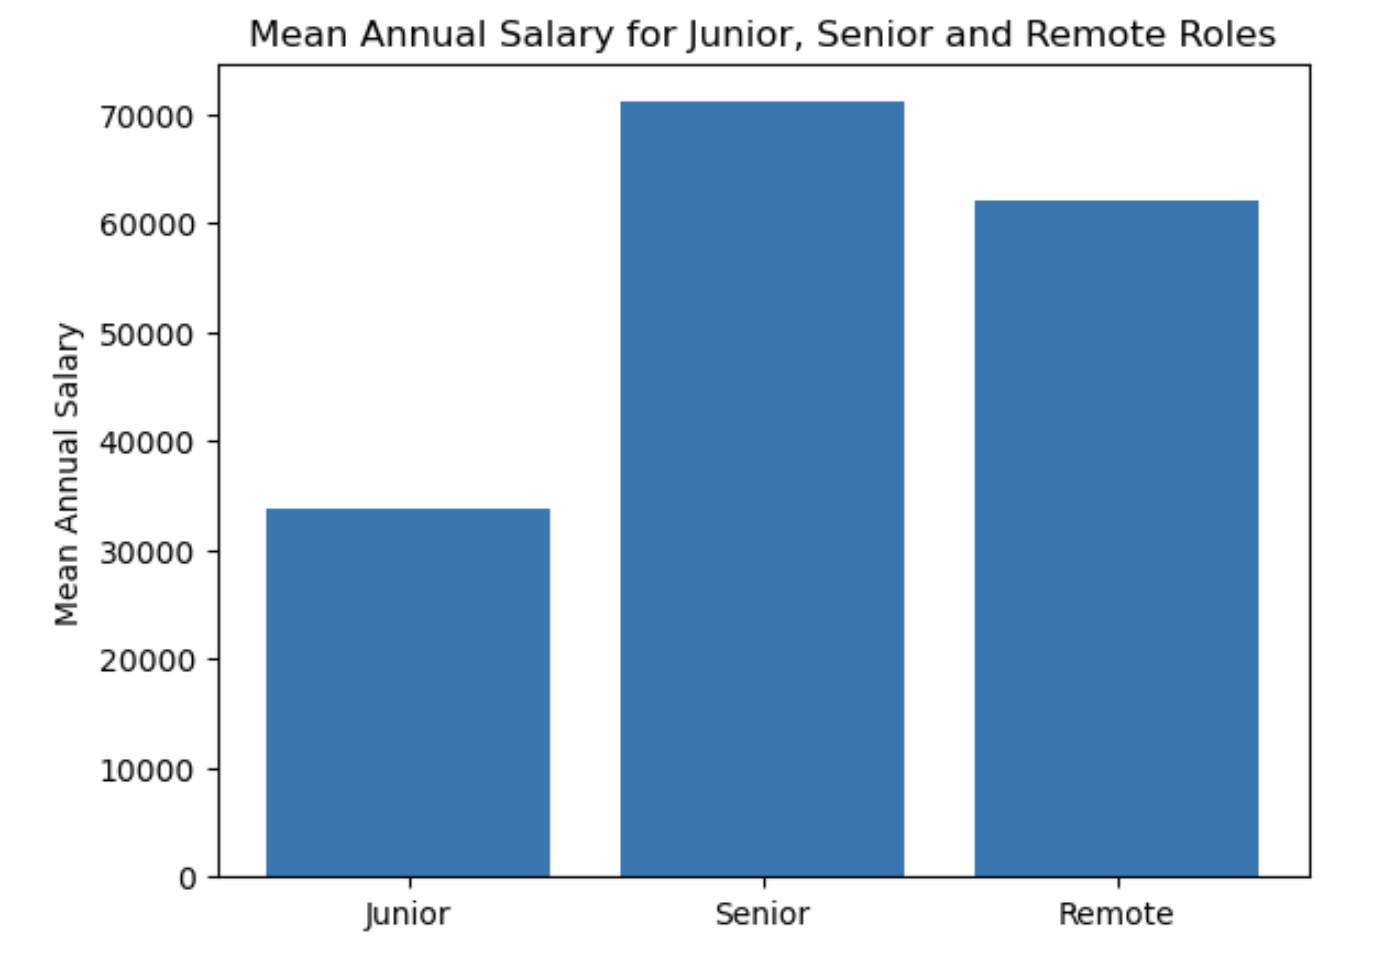 Mean Annual Salary for Junior, Senior and Remote Roles
Mean Annual Salary
70000
60000
50000
40000
30000
20000
10000
0
Junior
Senior
Remote